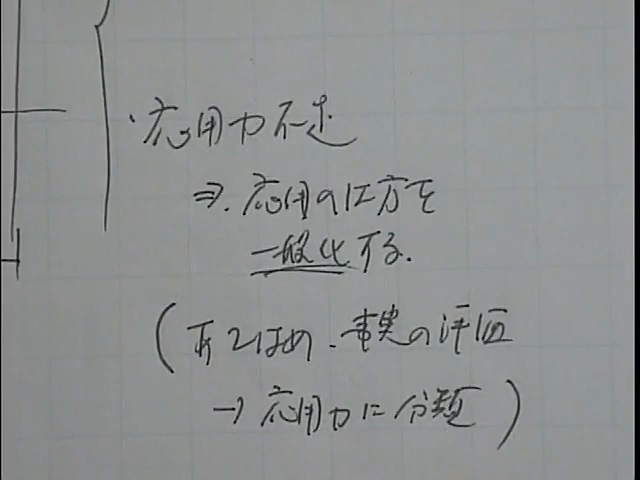 ・応用力不足
⇒.応用の仕方を
一般化する.
(あてはめ.事実の評価
→応用力に分類)